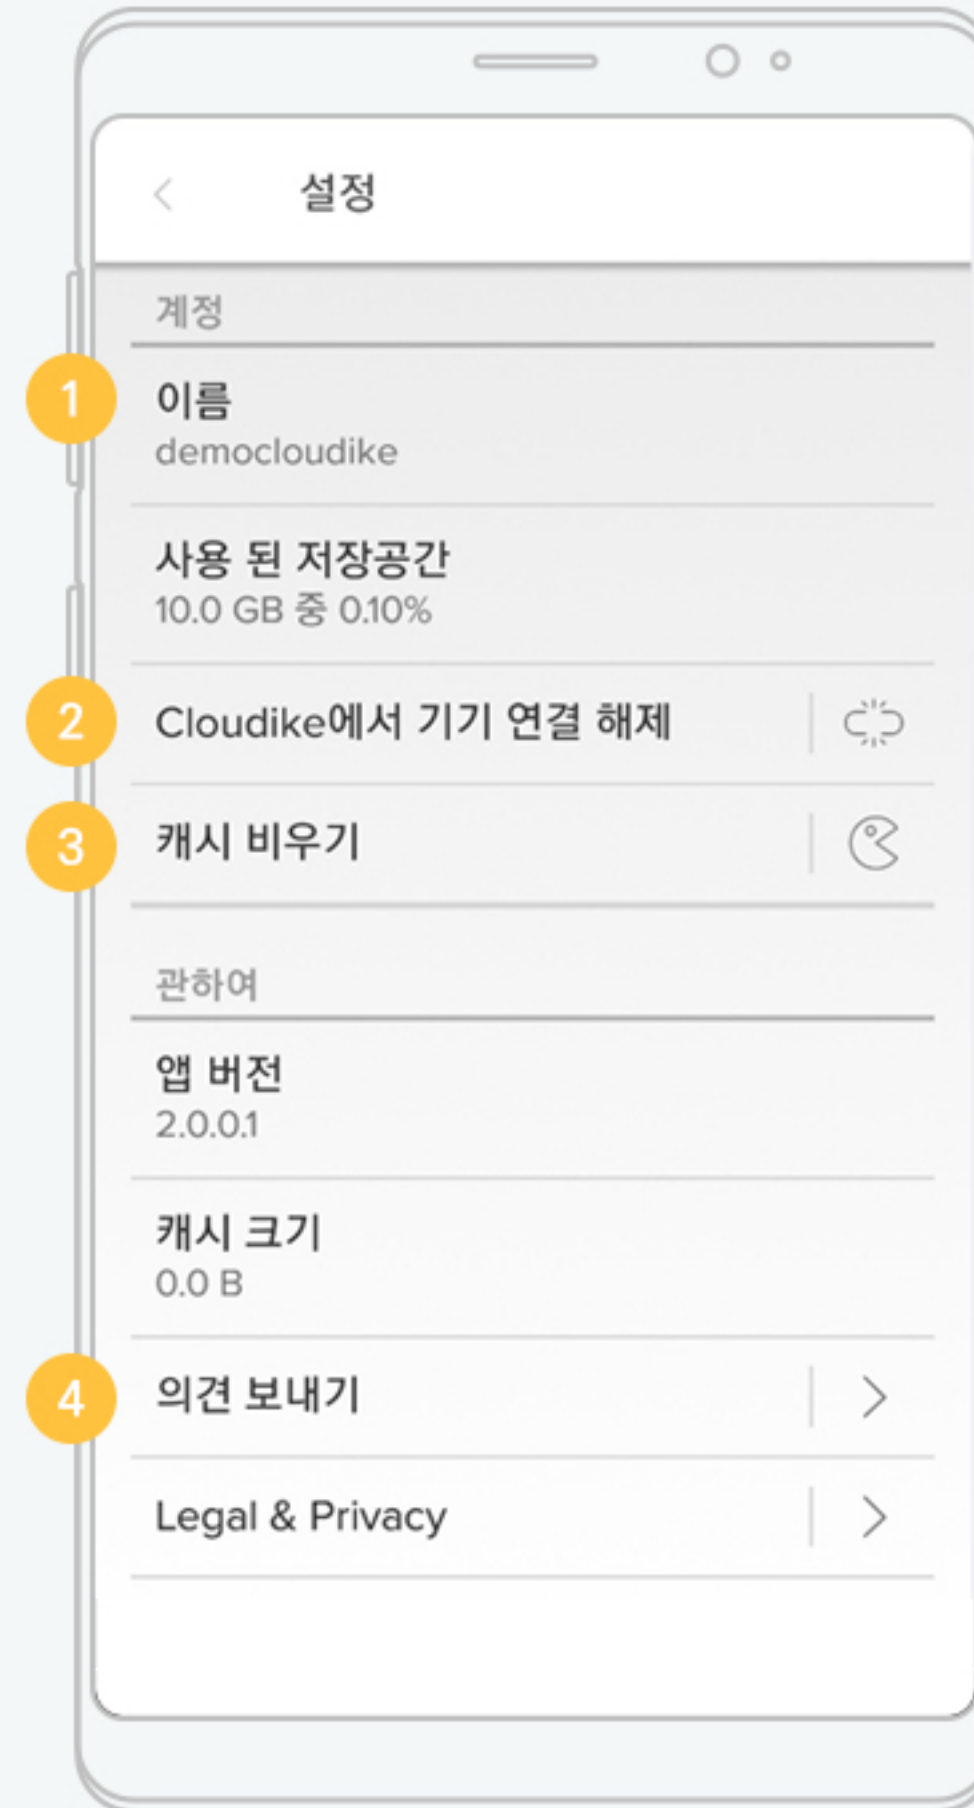 설정
계정
1
이름
democloudike
사용 된 저장공간
10.0 GB 중 0.10%
2
Cloudike에서 기기 연결 해제
3
캐시 비우기
관하여
앱 버전
2.0.0.1
캐시 크기
0.0 B
4
의견 보내기
Legal & Privacy